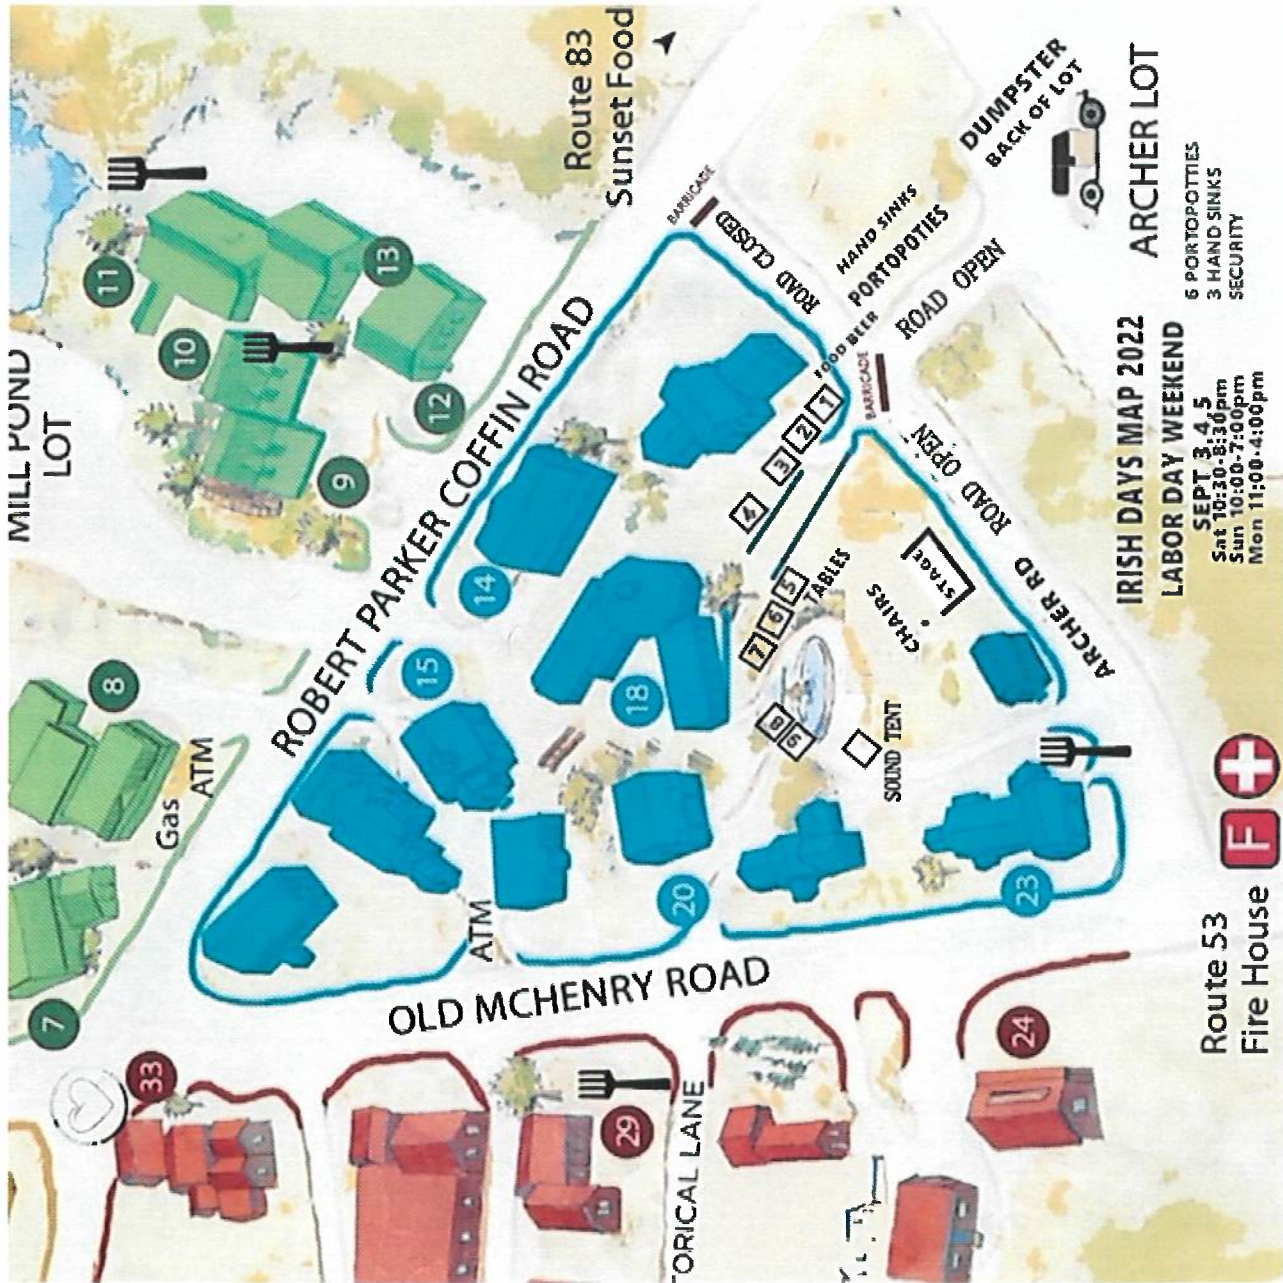 MILL POND
LOT
Route 83
Sunset Food
11
10
13
12
9
8
7
Gas
ATM
ROBERT PARKER COFFIN ROAD
BARRICADE
ROAD CLOSED
HAND SINKS
PORTOPOTIES
FOOD BEER
ROAD OPEN
BARRICADE
DUMPSTER
BACK OF LOT
ARCHER LOT
6 PORTOPOTTIES
3 HAND SINKS
SECURITY
14
15
18
20
23
1
2
3
4
5
6
7
8
9
TABLES
CHAIRS
STAGE
SOUND TENT
ROAD OPEN
ARCHER RD
ATM
OLD MCHENRY ROAD
IRISH DAYS MAP 2022
LABOR DAY WEEKEND
SEPT 3,4,5
Sat 10:30-8:30pm
Sun 10:00-7:00pm
Mon 11:00-4:00pm
Route 53
Fire House
F
33
29
24
TORICAL LANE